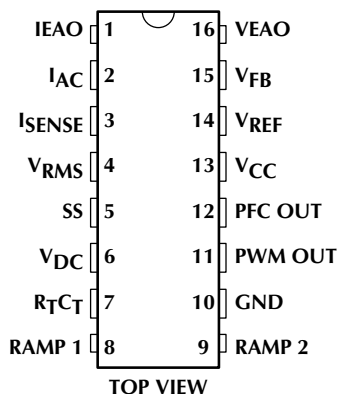 IEAO 1 16 VEAO
IAC 2 15 VFB
ISENSE 3 14 VREF
VRMS 4 13 VCC
SS 5 12 PFC OUT
VDC 6 11 PWM OUT
RTCT 7 10 GND
RAMP 1 8 9 RAMP 2
TOP VIEW